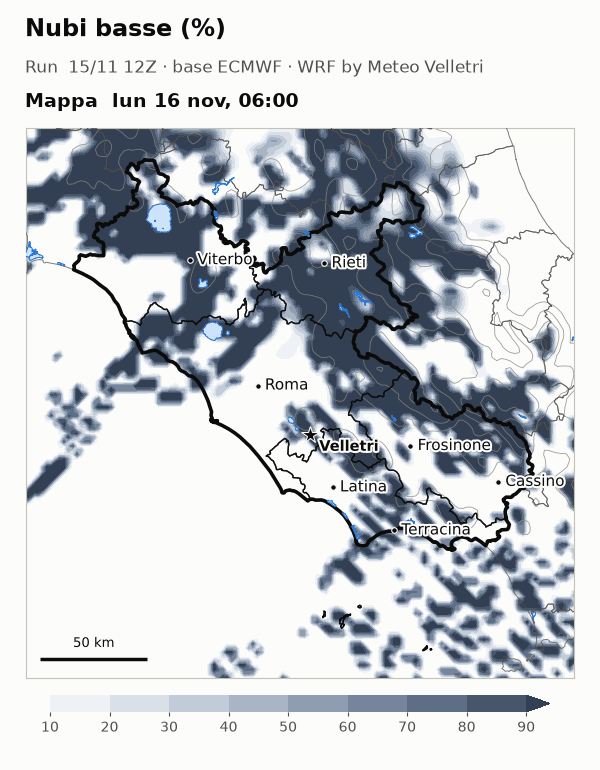 Nubi basse (%)
Run 15/11 12Z · base ECMWF · WRF by Meteo Velletri
Mappa lun 16 nov, 06:00
Viterbo
Rieti
Roma
Velletri
Frosinone
Cassino
Latina
Terracina
50 km
10 20 30 40 50 60 70 80 90